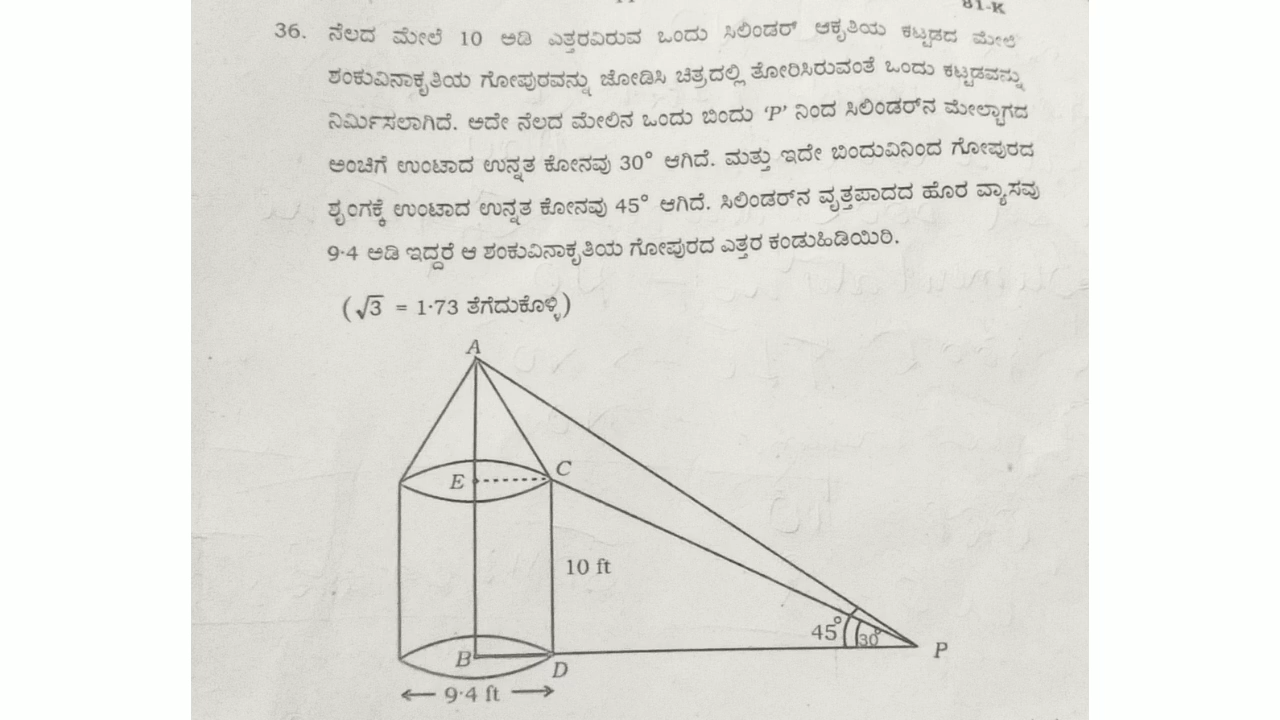 81-K
36. ನೆಲದ ಮೇಲೆ 10 ಅಡಿ ಎತ್ತರವಿರುವ ಒಂದು ಸಿಲಿಂಡರ್ ಆಕೃತಿಯ ಕಟ್ಟಡದ ಮೇಲೆ
ಶಂಕುವಿನಾಕೃತಿಯ ಗೋಪುರವನ್ನು ಜೋಡಿಸಿ ಚಿತ್ರದಲ್ಲಿ ತೋರಿಸಿರುವಂತೆ ಒಂದು ಕಟ್ಟಡವನ್ನು
ನಿರ್ಮಿಸಲಾಗಿದೆ. ಅದೇ ನೆಲದ ಮೇಲಿನ ಒಂದು ಬಿಂದು 'P' ನಿಂದ ಸಿಲಿಂಡರ್‌ನ ಮೇಲ್ಭಾಗದ
ಅಂಚಿಗೆ ಉಂಟಾದ ಉನ್ನತ ಕೋನವು 30° ಆಗಿದೆ. ಮತ್ತು ಇದೇ ಬಿಂದುವಿನಿಂದ ಗೋಪುರದ
ಶೃಂಗಕ್ಕೆ ಉಂಟಾದ ಉನ್ನತ ಕೋನವು 45° ಆಗಿದೆ. ಸಿಲಿಂಡರ್‌ನ ವೃತ್ತಪಾದದ ಹೊರ ವ್ಯಾಸವು
9·4 ಅಡಿ ಇದ್ದರೆ ಆ ಶಂಕುವಿನಾಕೃತಿಯ ಗೋಪುರದ ಎತ್ತರ ಕಂಡುಹಿಡಿಯಿರಿ.
(√3 = 1·73 ತೆಗೆದುಕೊಳ್ಳಿ)
A
E C
10 ft
45° 30°
B D P
9·4 ft